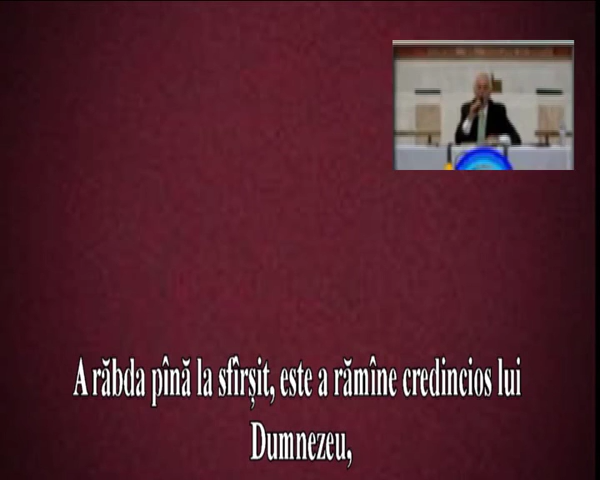 A răbda pînă la sfîrșit, este a rămîne credincios lui
Dumnezeu,